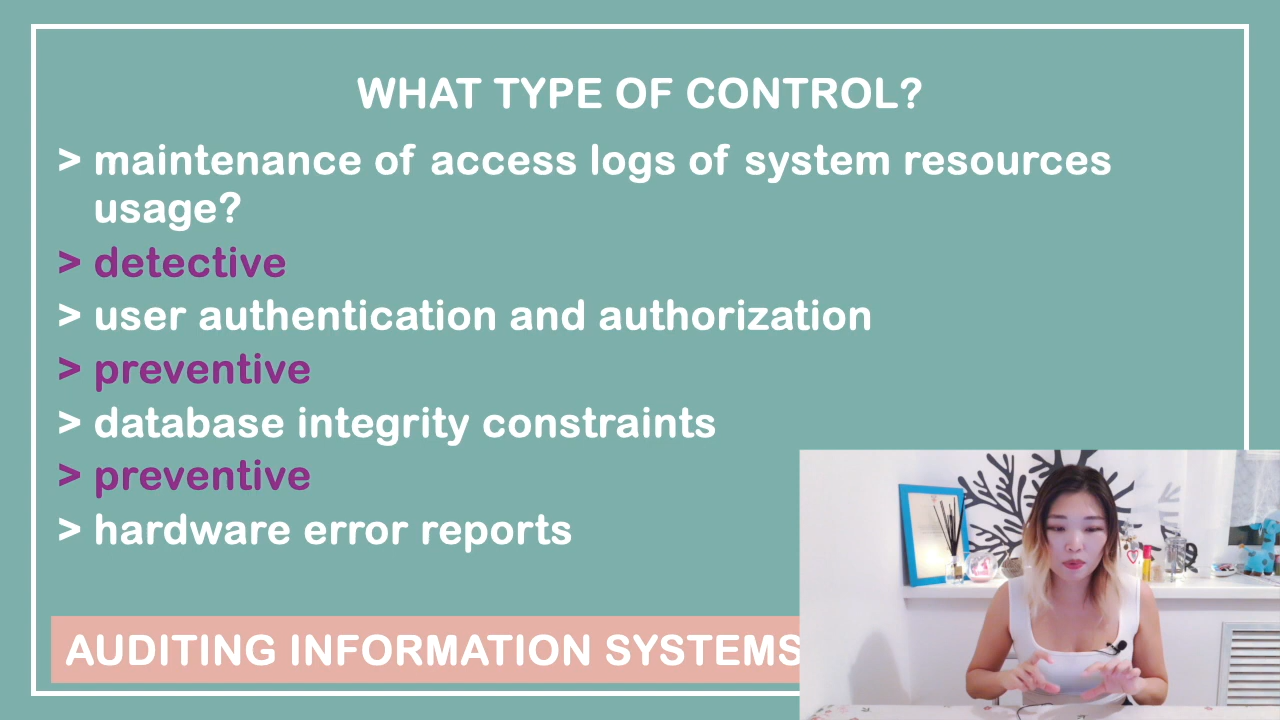 WHAT TYPE OF CONTROL?
> maintenance of access logs of system resources
usage?
> detective
> user authentication and authorization
> preventive
> database integrity constraints
> preventive
> hardware error reports
AUDITING INFORMATION SYSTEMS